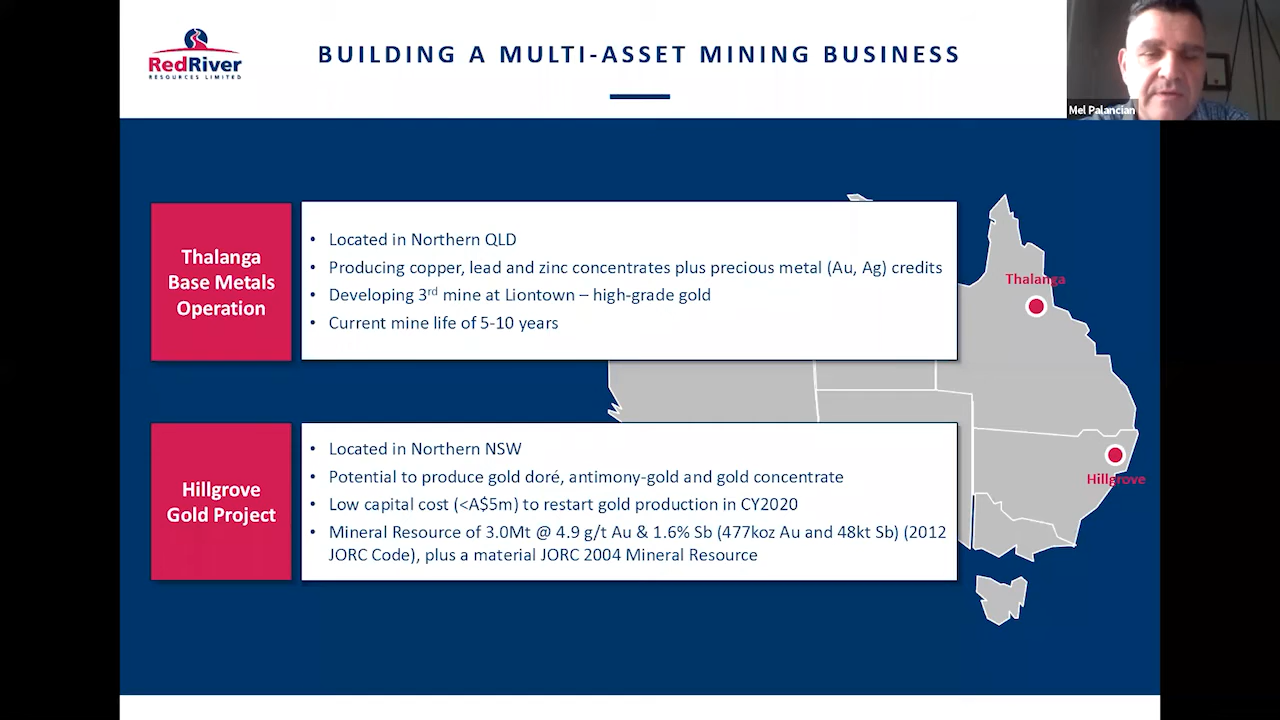 RedRiver
RESOURCES LIMITED
BUILDING A MULTI-ASSET MINING BUSINESS
Mel Palancian
Thalanga
Base Metals
Operation
• Located in Northern QLD
• Producing copper, lead and zinc concentrates plus precious metal (Au, Ag) credits
• Developing 3rd mine at Liontown – high-grade gold
• Current mine life of 5-10 years
Thalanga
Hillgrove
Gold Project
• Located in Northern NSW
• Potential to produce gold doré, antimony-gold and gold concentrate
• Low capital cost (<A$5m) to restart gold production in CY2020
• Mineral Resource of 3.0Mt @ 4.9 g/t Au & 1.6% Sb (477koz Au and 48kt Sb) (2012
JORC Code), plus a material JORC 2004 Mineral Resource
Hillgrove